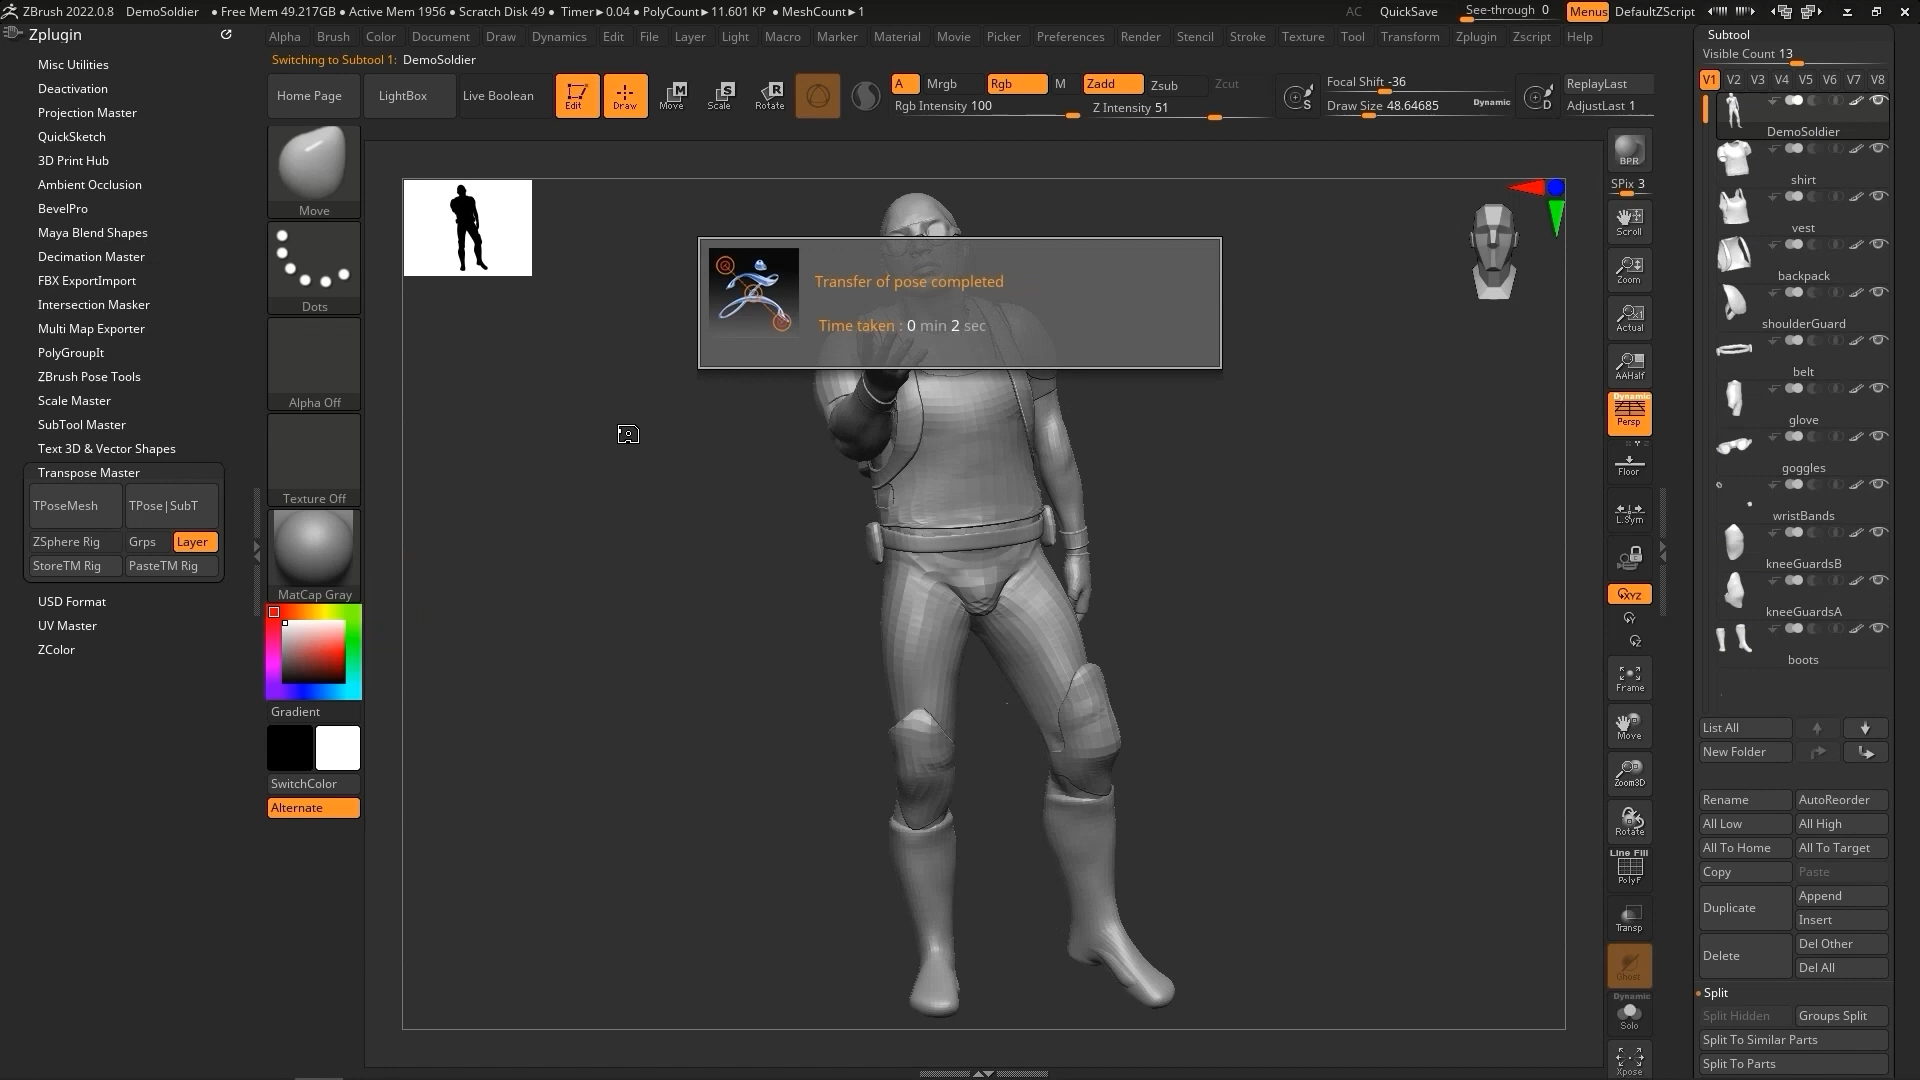 ZBrush 2022.0.8 DemoSoldier ● Free Mem 49.217GB ● Active Mem 1956 ● Scratch Disk 49 ● Timer▸0.04 ● PolyCount▸11.601 KP ● MeshCount▸1 AC QuickSave See-through 0 Menus DefaultZScript
Zplugin
Alpha Brush Color Document Draw Dynamics Edit File Layer Light Macro Marker Material Movie Picker Preferences Render Stencil Stroke Texture Tool Transform Zplugin Zscript Help
Switching to Subtool 1: DemoSoldier
Misc Utilities
Deactivation
Projection Master
QuickSketch
3D Print Hub
Ambient Occlusion
BevelPro
Maya Blend Shapes
Decimation Master
FBX ExportImport
Intersection Masker
Multi Map Exporter
PolyGroupIt
ZBrush Pose Tools
Scale Master
SubTool Master
Text 3D & Vector Shapes
Transpose Master
TPoseMesh TPose|SubT
ZSphere Rig Grps Layer
StoreTM Rig PasteTM Rig
USD Format
UV Master
ZColor
Home Page LightBox Live Boolean Edit Draw Move Scale Rotate
M S R
A Mrgb Rgb M Zadd Zsub Zcut
Rgb Intensity 100 Z Intensity 51
S
Focal Shift -36
Draw Size 48.64685 Dynamic
D
ReplayLast
AdjustLast 1
Move
Dots
Alpha Off
Texture Off
MatCap Gray
Gradient
SwitchColor
Alternate
Transfer of pose completed
Time taken : 0 min 2 sec
BPR
SPix 3
Scroll
Zoom
Actual
AAHalf
Dynamic
Persp
Floor
L.Sym
XYZ
Frame
Move
Zoom3D
Rotate
Line Fill
PolyF
Transp
Ghost
Dynamic
Solo
Xpose
Subtool
Visible Count 13
V1 V2 V3 V4 V5 V6 V7 V8
DemoSoldier
shirt
vest
backpack
shoulderGuard
belt
glove
goggles
wristBands
kneeGuardsB
kneeGuardsA
boots
List All
New Folder
Rename AutoReorder
All Low All High
All To Home All To Target
Copy Paste
Duplicate Append
Insert
Delete Del Other
Del All
Split
Split Hidden Groups Split
Split To Similar Parts
Split To Parts